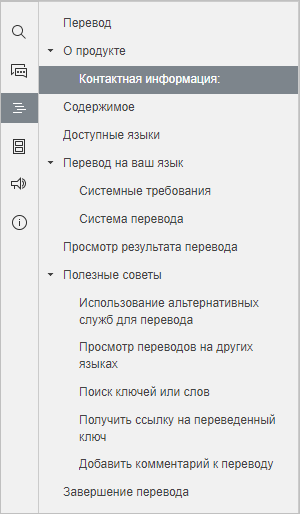 Перевод
О продукте
Контактная информация:
Содержимое
Доступные языки
Перевод на ваш язык
Системные требования
Система перевода
Просмотр результата перевода
Полезные советы
Использование альтернативных
служб для перевода
Просмотр переводов на других
языках
Поиск ключей или слов
Получить ссылку на переведенный
ключ
Добавить комментарий к переводу
Завершение перевода